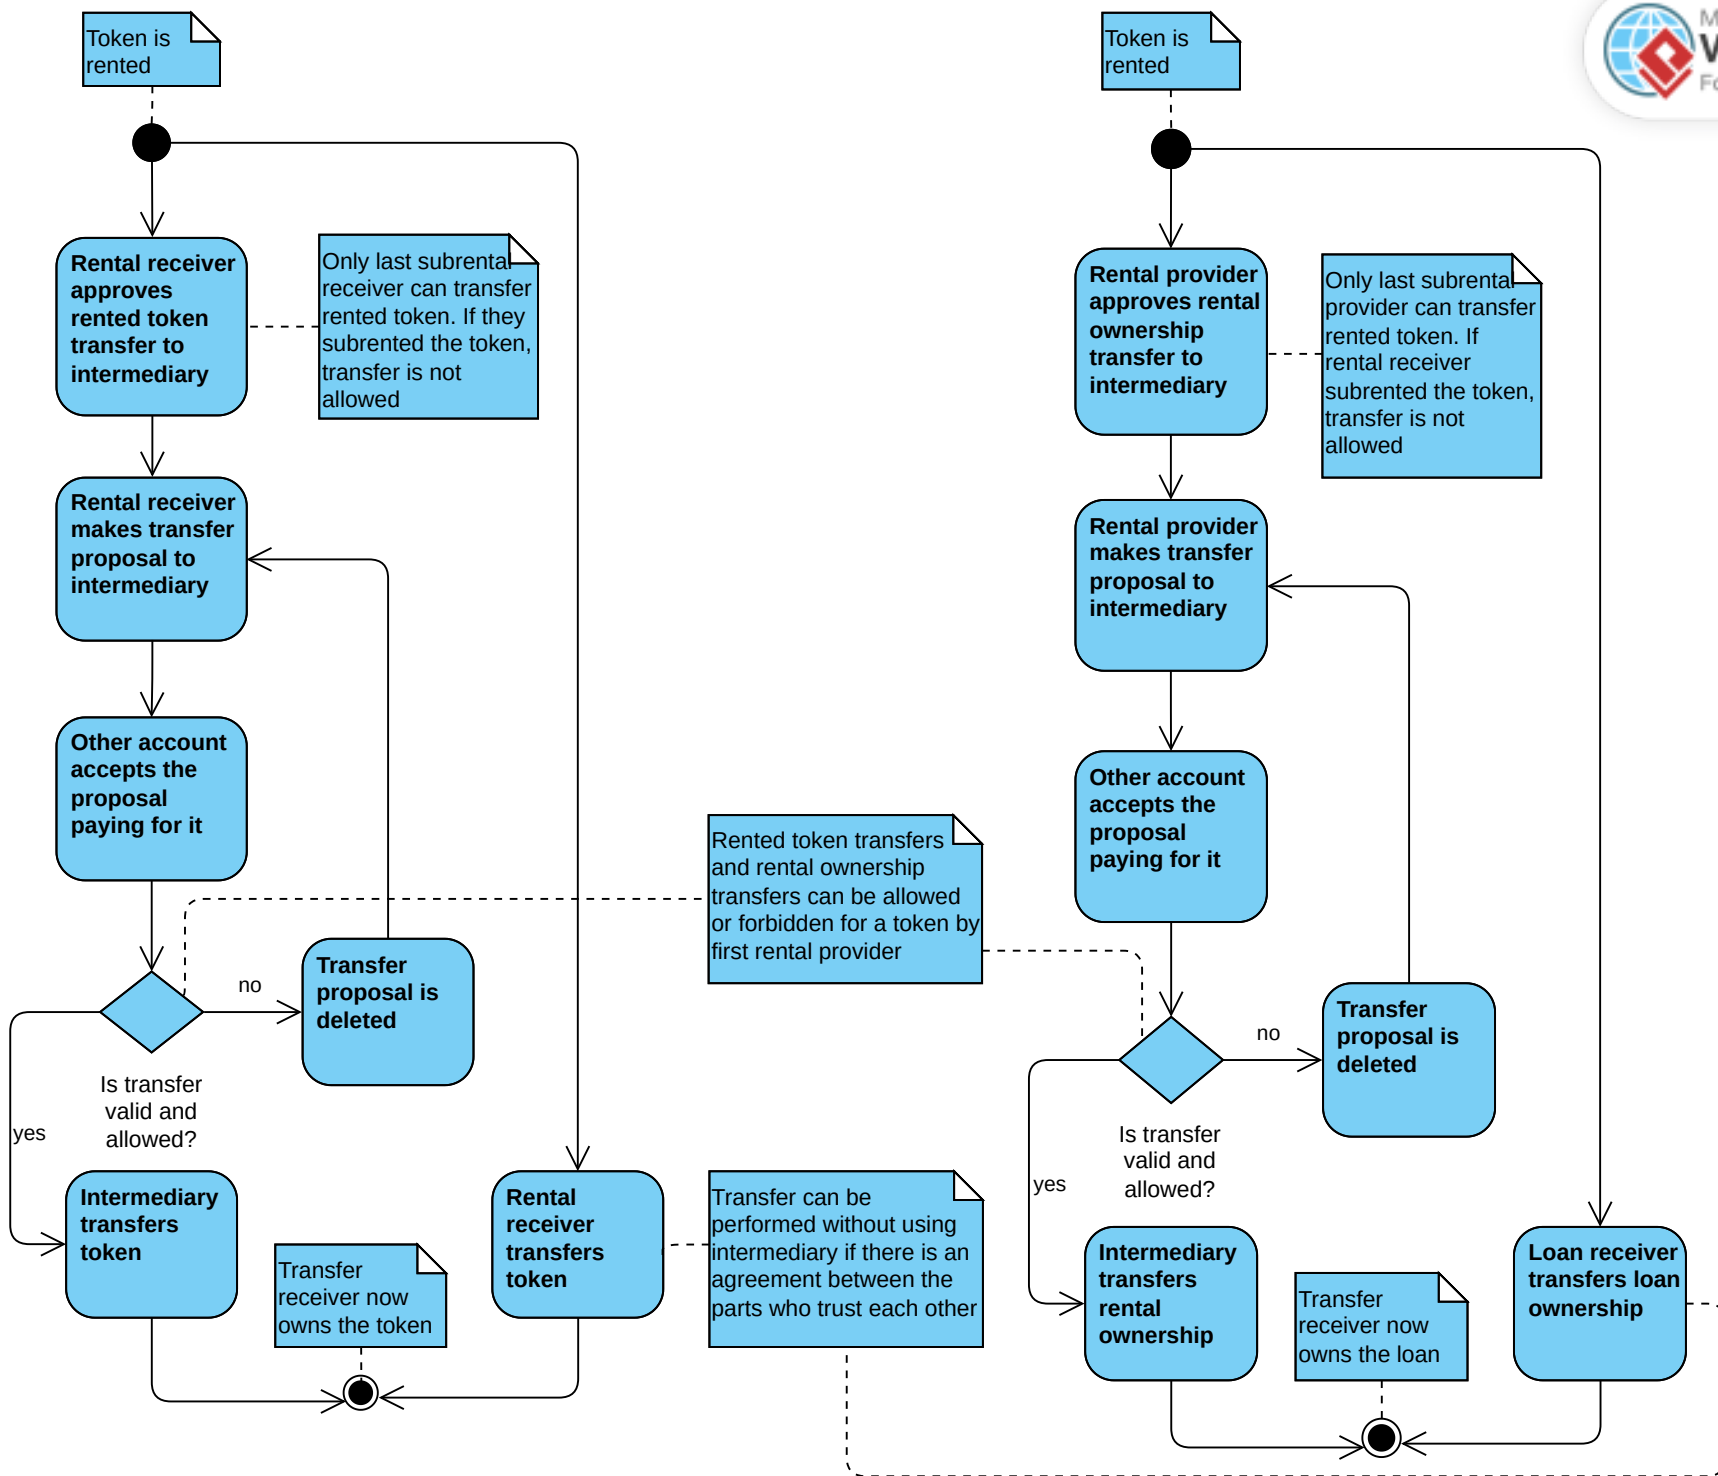 Token is
rented
Rental receiver
approves
rented token
transfer to
intermediary
Only last subrental
receiver can transfer
rented token. If they
subrented the token,
transfer is not
allowed
Rental receiver
makes transfer
proposal to
intermediary
Other account
accepts the
proposal
paying for it
no
Transfer
proposal is
deleted
Is transfer
valid and
allowed?
yes
Intermediary
transfers
token
Transfer
receiver now
owns the token
Rental
receiver
transfers
token
Rented token transfers
and rental ownership
transfers can be allowed
or forbidden for a token by
first rental provider
Transfer can be
performed without using
intermediary if there is an
agreement between the
parts who trust each other
Token is
rented
Rental provider
approves rental
ownership
transfer to
intermediary
Only last subrental
provider can transfer
rented token. If
rental receiver
subrented the token,
transfer is not
allowed
Rental provider
makes transfer
proposal to
intermediary
Other account
accepts the
proposal
paying for it
no
Transfer
proposal is
deleted
Is transfer
valid and
allowed?
yes
Intermediary
transfers
rental
ownership
Transfer
receiver now
owns the loan
Loan receiver
transfers loan
ownership